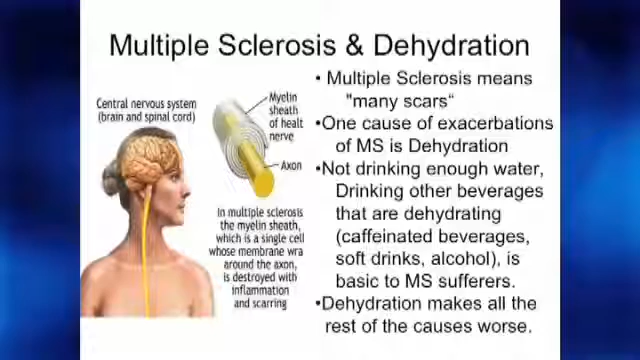 Multiple Sclerosis & Dehydration
Central nervous system
(brain and spinal cord)
Myelin
sheath
of healt
nerve
Axon
In multiple sclerosis
the myelin sheath,
which is a single cell
whose membrane wra
around the axon,
is destroyed with
inflammation
and scarring
• Multiple Sclerosis means
"many scars“
•One cause of exacerbations
of MS is Dehydration
•Not drinking enough water,
Drinking other beverages
that are dehydrating
(caffeinated beverages,
soft drinks, alcohol), is
basic to MS sufferers.
•Dehydration makes all the
rest of the causes worse.